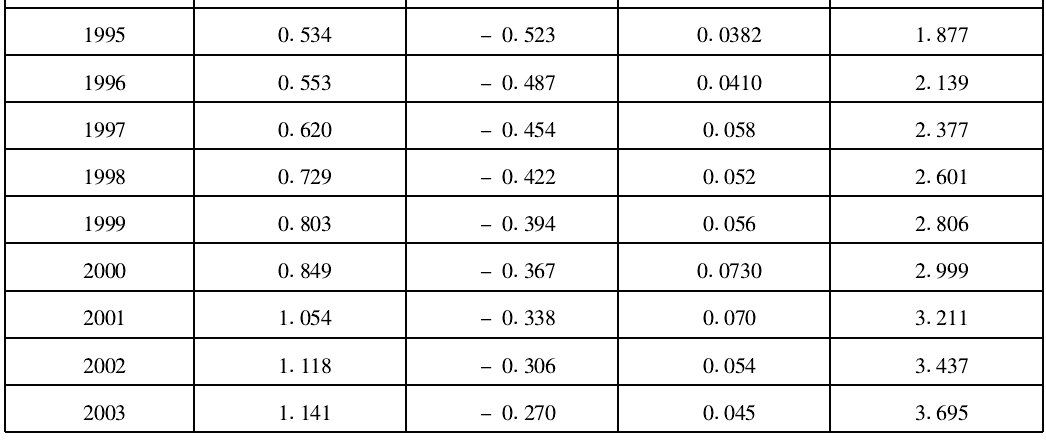 1995 0.534 – 0.523 0.0382 1.877
1996 0.553 – 0.487 0.0410 2.139
1997 0.620 – 0.454 0.058 2.377
1998 0.729 – 0.422 0.052 2.601
1999 0.803 – 0.394 0.056 2.806
2000 0.849 – 0.367 0.0730 2.999
2001 1.054 – 0.338 0.070 3.211
2002 1.118 – 0.306 0.054 3.437
2003 1.141 – 0.270 0.045 3.695